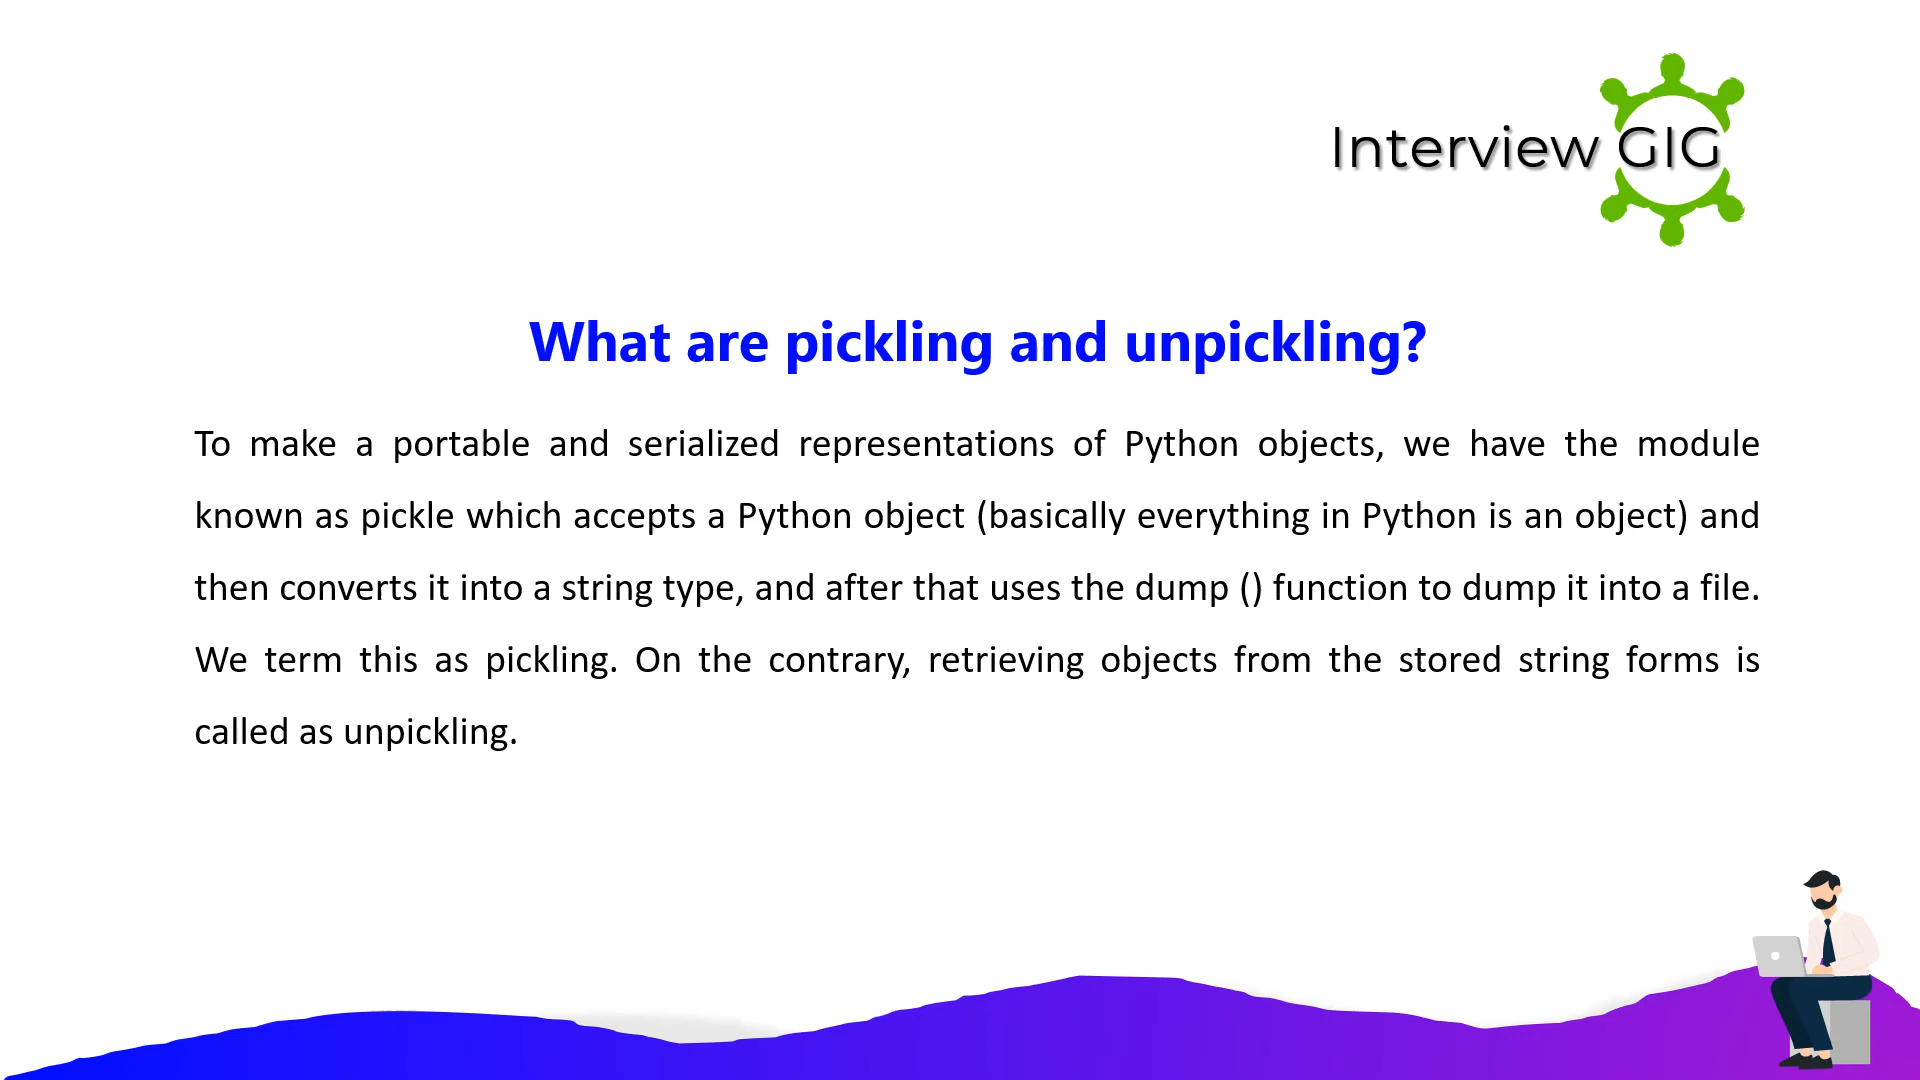 Interview GIG
What are pickling and unpickling?
To make a portable and serialized representations of Python objects, we have the module
known as pickle which accepts a Python object (basically everything in Python is an object) and
then converts it into a string type, and after that uses the dump () function to dump it into a file.
We term this as pickling. On the contrary, retrieving objects from the stored string forms is
called as unpickling.